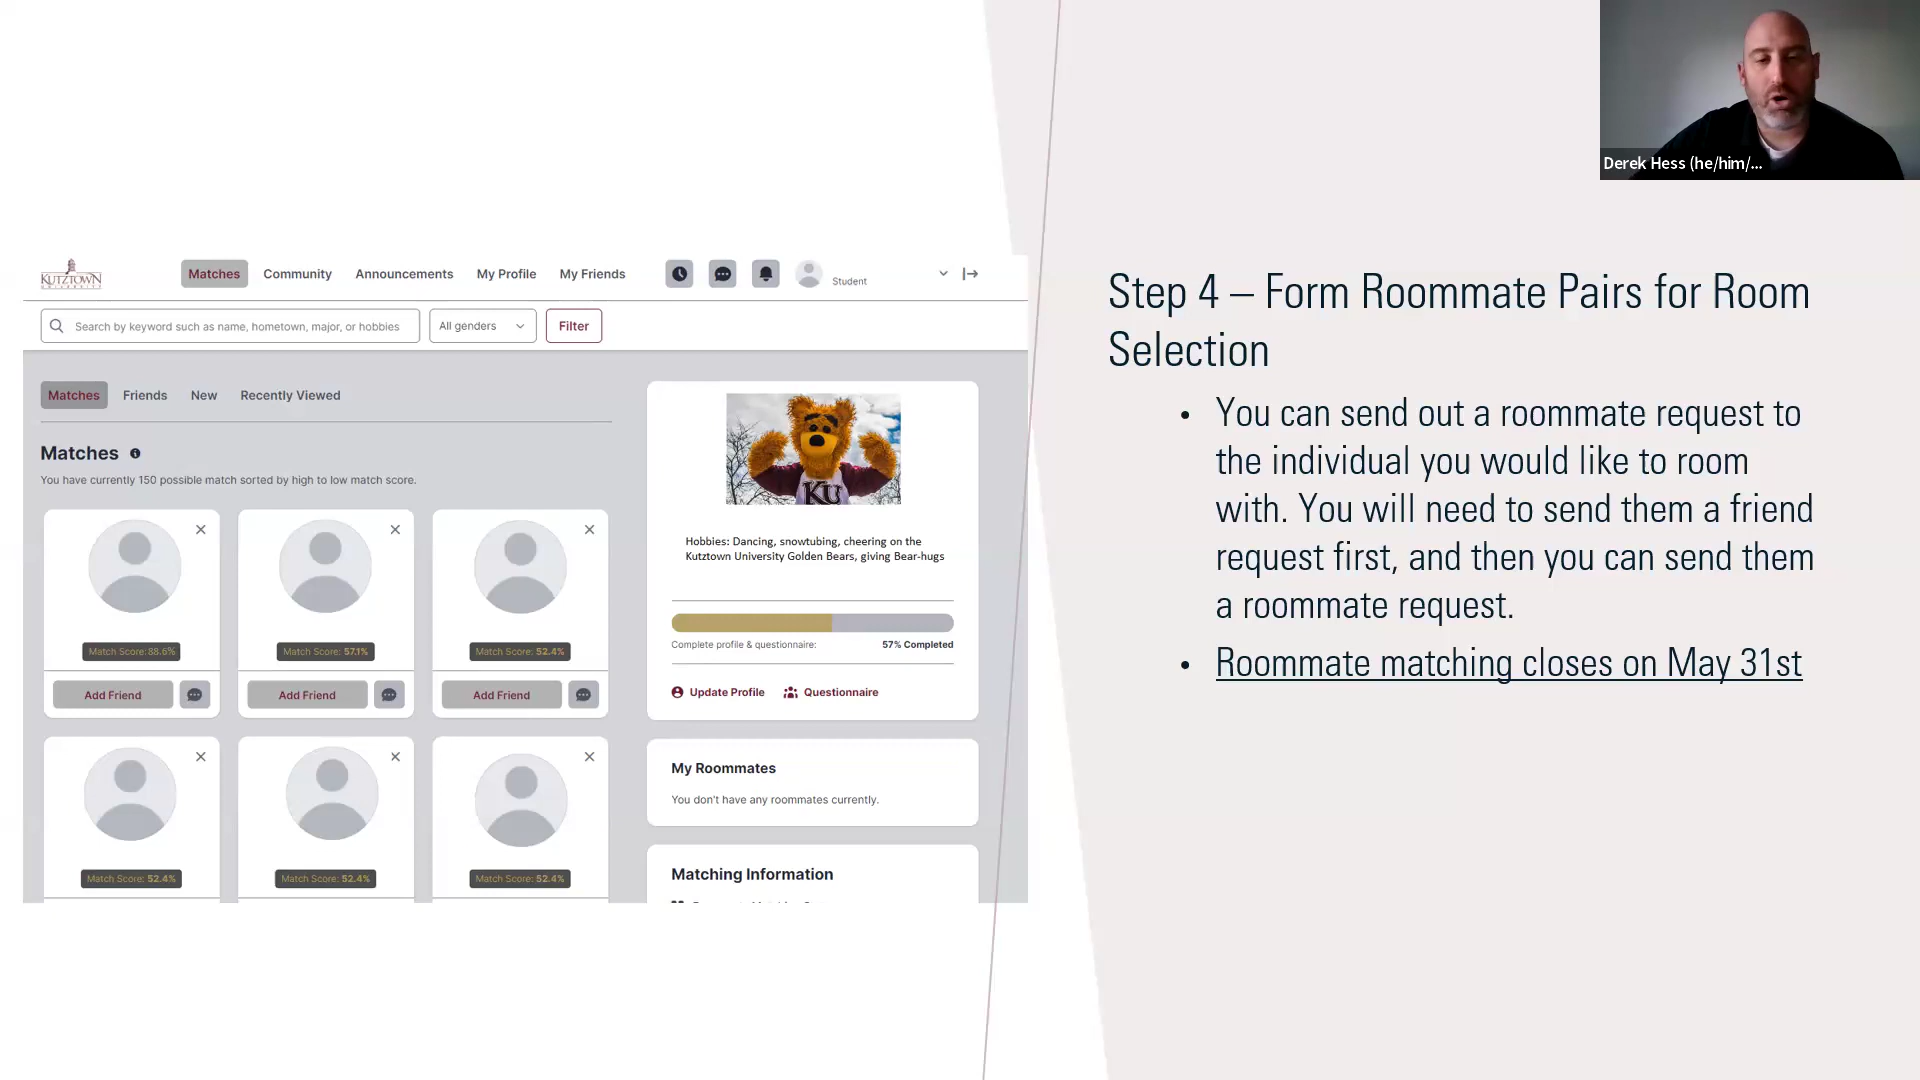 Derek Hess (he/him/...
KUTZTOWN
UNIVERSITY
Matches
Community
Announcements
My Profile
My Friends
Student
Search by keyword such as name, hometown, major, or hobbies
All genders
Filter
Matches
Friends
New
Recently Viewed
Matches
You have currently 150 possible match sorted by high to low match score.
Match Score: 88.6%
Match Score: 57.1%
Match Score: 52.4%
Add Friend
Add Friend
Add Friend
Match Score: 52.4%
Match Score: 52.4%
Match Score: 52.4%
KU
Hobbies: Dancing, snowtubing, cheering on the
Kutztown University Golden Bears, giving Bear-hugs
Complete profile & questionnaire:
57% Completed
Update Profile
Questionnaire
My Roommates
You don't have any roommates currently.
Matching Information
Step 4 – Form Roommate Pairs for Room
Selection
• You can send out a roommate request to
the individual you would like to room
with. You will need to send them a friend
request first, and then you can send them
a roommate request.
• Roommate matching closes on May 31st